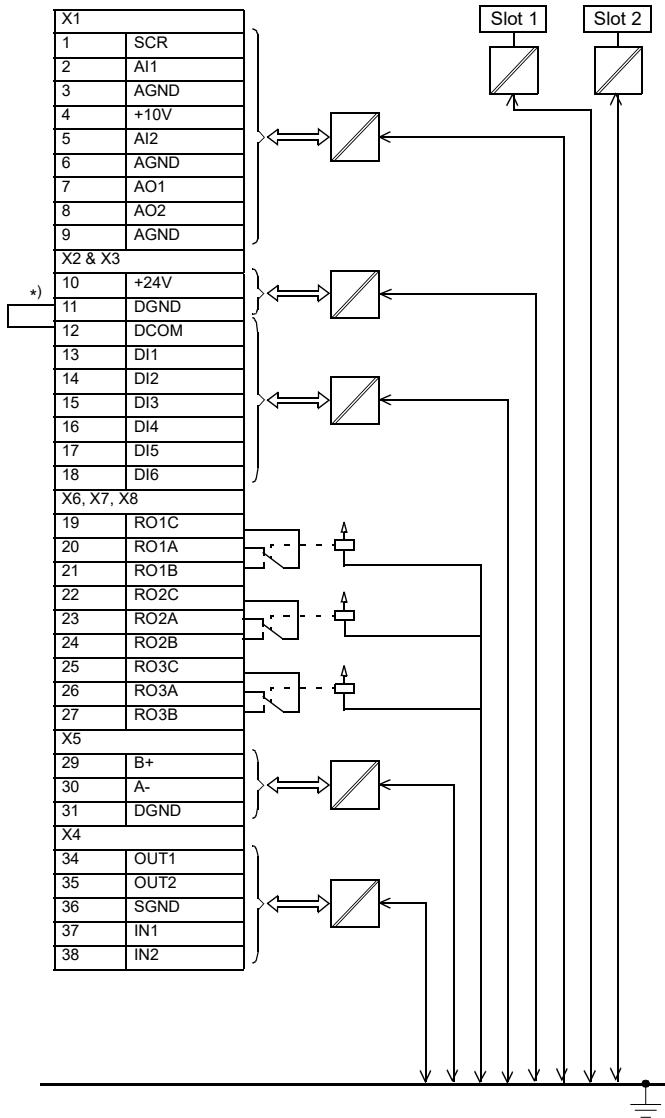 Slot 1 Slot 2
X1
1 SCR
2 AI1
3 AGND
4 +10V
5 AI2
6 AGND
7 AO1
8 AO2
9 AGND
X2 & X3
10 +24V
*)
11 DGND
12 DCOM
13 DI1
14 DI2
15 DI3
16 DI4
17 DI5
18 DI6
X6, X7, X8
19 RO1C
20 RO1A
21 RO1B
22 RO2C
23 RO2A
24 RO2B
25 RO3C
26 RO3A
27 RO3B
X5
29 B+
30 A-
31 DGND
X4
34 OUT1
35 OUT2
36 SGND
37 IN1
38 IN2